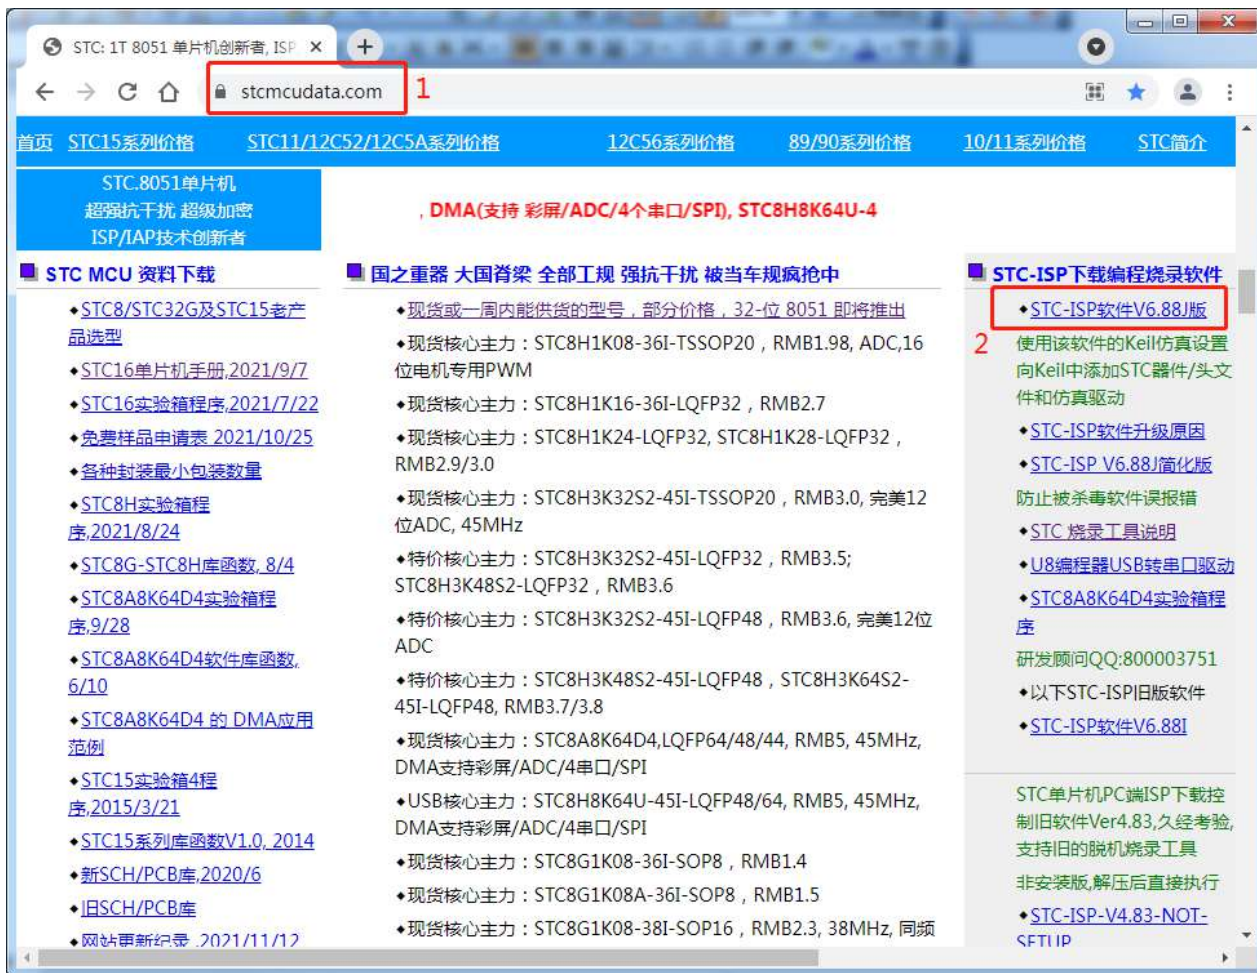 STC: 1T 8051 单片机创新者, ISP
stcmcudata.com
1
首页 STC15系列价格 STC11/12C52/12C5A系列价格 12C56系列价格 89/90系列价格 10/11系列价格 STC简介
STC.8051单片机
超强抗干扰 超级加密
ISP/IAP技术创新者
, DMA(支持 彩屏/ADC/4个串口/SPI), STC8H8K64U-4
STC MCU 资料下载
◆STC8/STC32G及STC15老产
品选型
◆STC16单片机手册,2021/9/7
◆STC16实验箱程序,2021/7/22
◆免费样品申请表 2021/10/25
◆各种封装最小包装数量
◆STC8H实验箱程
序,2021/8/24
◆STC8G-STC8H库函数, 8/4
◆STC8A8K64D4实验箱程
序,9/28
◆STC8A8K64D4软件库函数,
6/10
◆STC8A8K64D4 的 DMA应用
范例
◆STC15实验箱4程
序,2015/3/21
◆STC15系列库函数V1.0, 2014
◆新SCH/PCB库,2020/6
◆旧SCH/PCB库
◆网站更新纪录 ,2021/11/12
国之重器 大国脊梁 全部工规 强抗干扰 被当车规疯抢中
◆现货或一周内能供货的型号，部分价格，32-位 8051 即将推出
◆现货核心主力：STC8H1K08-36I-TSSOP20，RMB1.98, ADC,16
位电机专用PWM
◆现货核心主力：STC8H1K16-36I-LQFP32，RMB2.7
◆现货核心主力：STC8H1K24-LQFP32, STC8H1K28-LQFP32，
RMB2.9/3.0
◆现货核心主力：STC8H3K32S2-45I-TSSOP20，RMB3.0, 完美12
位ADC, 45MHz
◆特价核心主力：STC8H3K32S2-45I-LQFP32，RMB3.5;
STC8H3K48S2-LQFP32，RMB3.6
◆特价核心主力：STC8H3K32S2-45I-LQFP48，RMB3.6, 完美12位
ADC
◆特价核心主力：STC8H3K48S2-45I-LQFP48，STC8H3K64S2-
45I-LQFP48, RMB3.7/3.8
◆现货核心主力：STC8A8K64D4,LQFP64/48/44, RMB5, 45MHz,
DMA支持彩屏/ADC/4串口/SPI
◆USB核心主力：STC8H8K64U-45I-LQFP48/64, RMB5, 45MHz,
DMA支持彩屏/ADC/4串口/SPI
◆现货核心主力：STC8G1K08-36I-SOP8，RMB1.4
◆现货核心主力：STC8G1K08A-36I-SOP8，RMB1.5
◆现货核心主力：STC8G1K08-38I-SOP16，RMB2.3, 38MHz, 同频
STC-ISP下载编程烧录软件
◆STC-ISP软件V6.88J版
2
使用该软件的Keil仿真设置
向Keil中添加STC器件/头文
件和仿真驱动
◆STC-ISP软件升级原因
◆STC-ISP V6.88J简化版
防止被杀毒软件误报错
◆STC 烧录工具说明
◆U8编程器USB转串口驱动
◆STC8A8K64D4实验箱程
序
研发顾问QQ:800003751
◆以下STC-ISP旧版软件
◆STC-ISP软件V6.88I
STC单片机PC端ISP下载控
制旧软件Ver4.83,久经考验,
支持旧的脱机烧录工具
非安装版,解压后直接执行
◆STC-ISP-V4.83-NOT-
SETUP